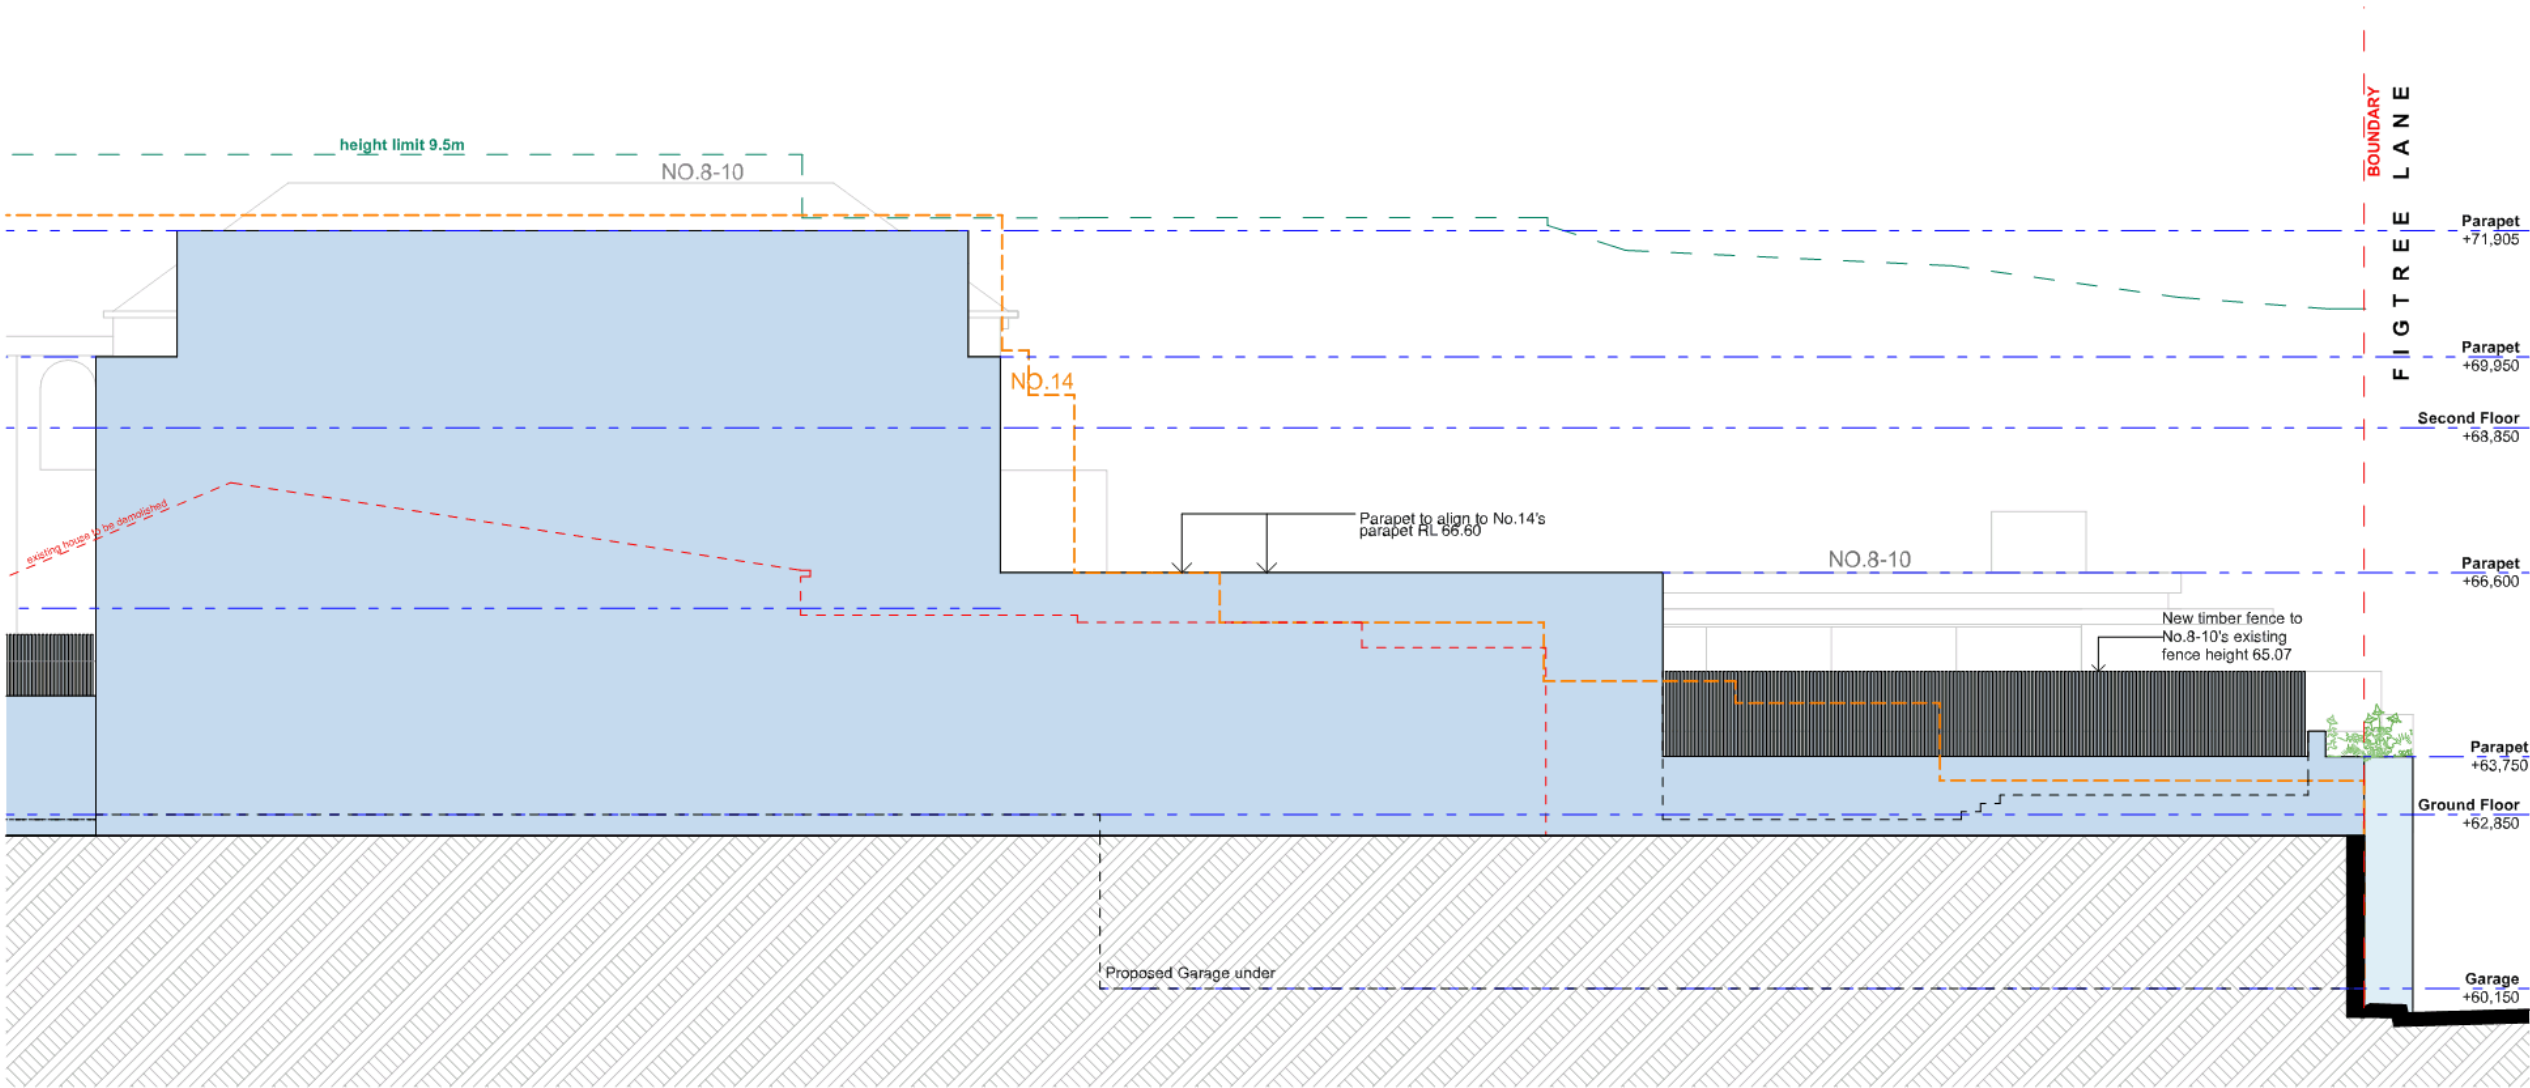 height limit 9.5m
NO.8-10
BOUNDARY
FIGTREE LANE
Parapet
+71,905
Parapet
+69,950
NO.14
Second Floor
+68,850
existing house to be demolished
Parapet to align to No.14's
parapet RL 66.60
NO.8-10
Parapet
+66,600
New timber fence to
No.8-10's existing
fence height 65.07
Parapet
+63,750
Ground Floor
+62,850
Proposed Garage under
Garage
+60,150